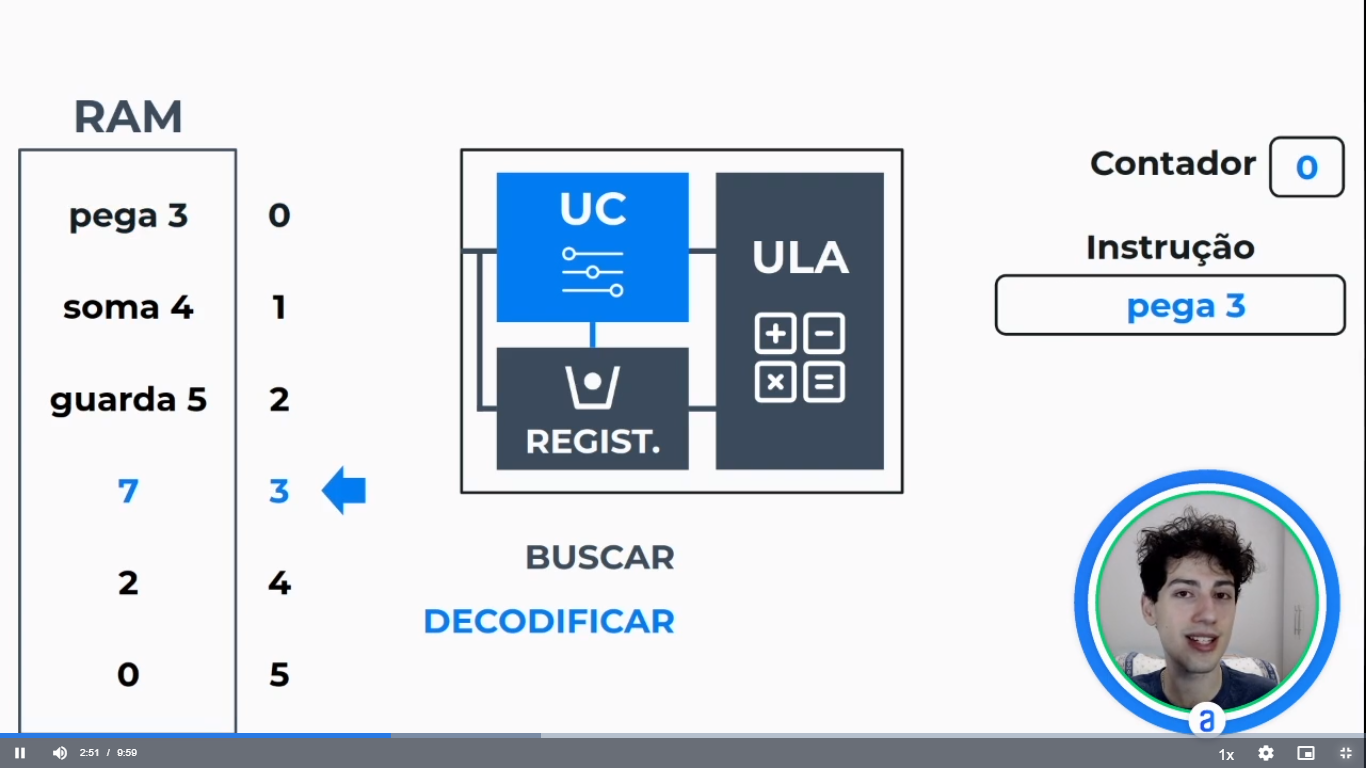 RAM
pega 3 0
soma 4 1
guarda 5 2
7 3
2 4
0 5
UC
REGIST.
ULA
BUSCAR
DECODIFICAR
Contador 0
Instrução
pega 3
a
2:51 / 9:59
1x